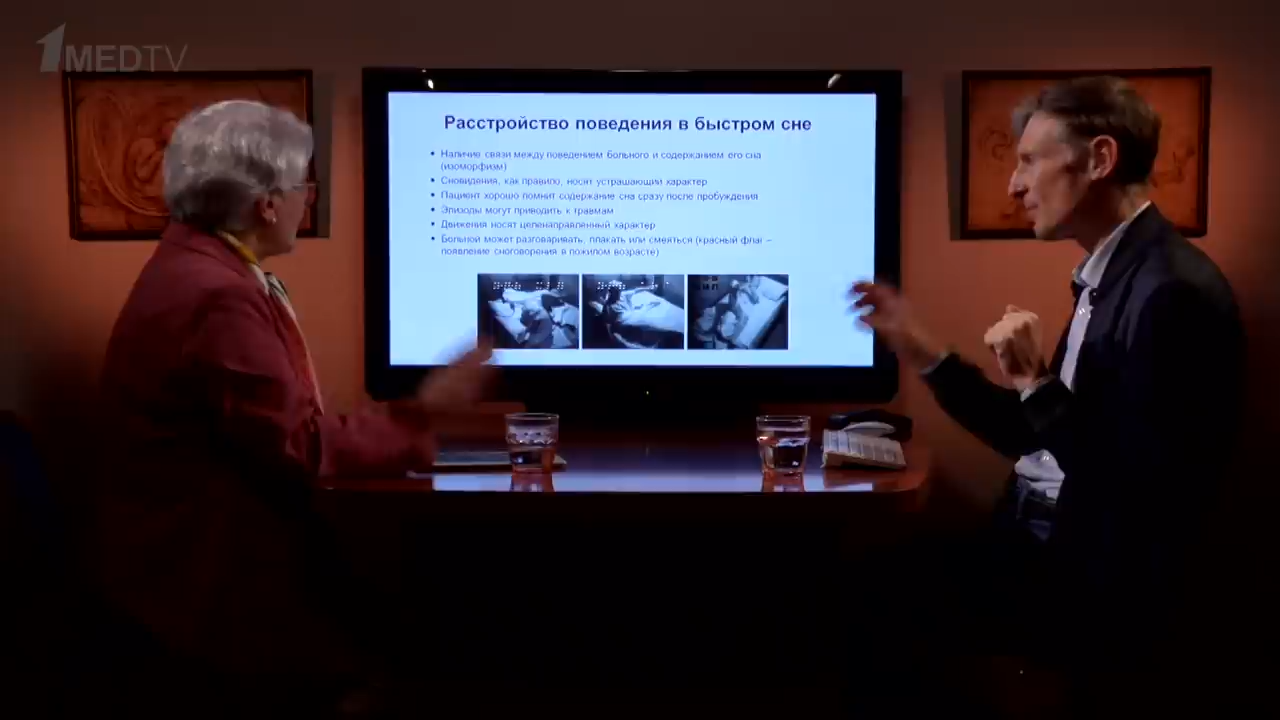 1MEDTV
Расстройство поведения в быстром сне
• Наличие связи между поведением больного и содержанием его сна
(изоморфизм)
• Сновидения, как правило, носят устрашающий характер
• Пациент хорошо помнит содержание сна сразу после пробуждения
• Эпизоды могут приводить к травмам
• Движения носят целенаправленный характер
• Больной может разговаривать, плакать или смеяться (красный флаг –
появление сноговорения в пожилом возрасте)